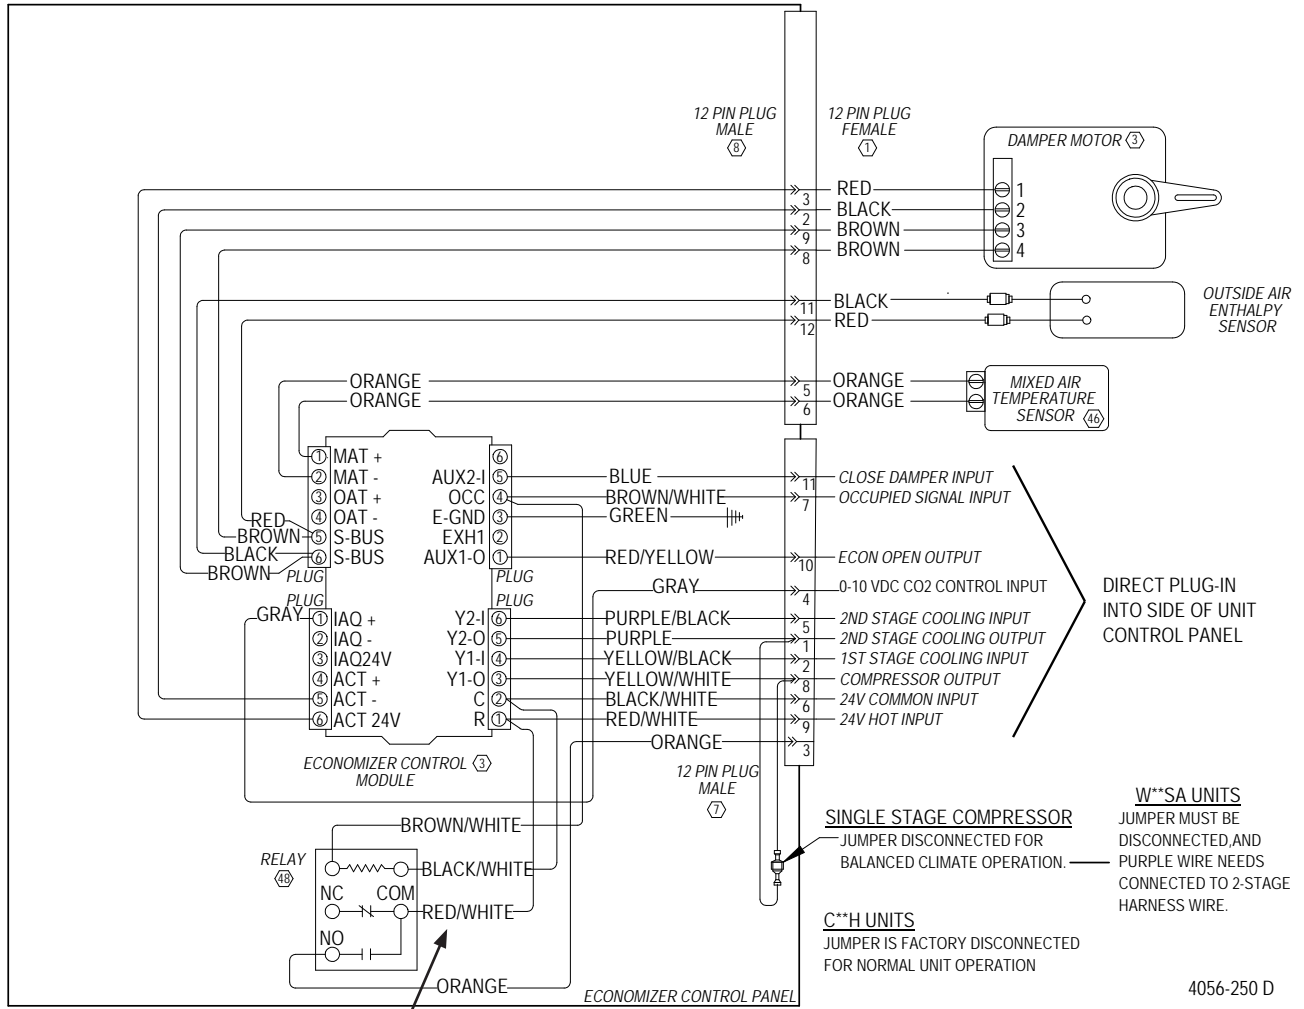 12 PIN PLUG
MALE
8
12 PIN PLUG
FEMALE
1
DAMPER MOTOR 3
3 RED 1
2 BLACK 2
9 BROWN 3
8 BROWN 4
11 BLACK
12 RED
OUTSIDE AIR
ENTHALPY
SENSOR
ORANGE 5 ORANGE
ORANGE 6 ORANGE
MIXED AIR
TEMPERATURE
SENSOR 46
1 MAT +
2 MAT -
3 OAT +
4 OAT -
5 S-BUS
6 S-BUS
RED
BROWN
BLACK
BROWN
PLUG
6
AUX2-I 5
OCC 4
E-GND 3
EXH1 2
AUX1-O 1
PLUG
BLUE 11 CLOSE DAMPER INPUT
BROWN/WHITE 7 OCCUPIED SIGNAL INPUT
GREEN
RED/YELLOW 10 ECON OPEN OUTPUT
GRAY 4 0-10 VDC CO2 CONTROL INPUT
PLUG
GRAY
1 IAQ +
2 IAQ -
3 IAQ24V
4 ACT +
5 ACT -
6 ACT 24V
PLUG
Y2-I 6
Y2-O 5
Y1-I 4
Y1-O 3
C 2
R 1
PURPLE/BLACK 5 2ND STAGE COOLING INPUT
PURPLE 1 2ND STAGE COOLING OUTPUT
YELLOW/BLACK 2 1ST STAGE COOLING INPUT
YELLOW/WHITE 8 COMPRESSOR OUTPUT
BLACK/WHITE 6 24V COMMON INPUT
RED/WHITE 9 24V HOT INPUT
ORANGE 3
DIRECT PLUG-IN
INTO SIDE OF UNIT
CONTROL PANEL
ECONOMIZER CONTROL 3
MODULE
12 PIN PLUG
MALE
7
BROWN/WHITE
RELAY
48
BLACK/WHITE
NC COM
RED/WHITE
NO
ORANGE
ECONOMIZER CONTROL PANEL
SINGLE STAGE COMPRESSOR
JUMPER DISCONNECTED FOR
BALANCED CLIMATE OPERATION.
W**SA UNITS
JUMPER MUST BE
DISCONNECTED,AND
PURPLE WIRE NEEDS
CONNECTED TO 2-STAGE
HARNESS WIRE.
C**H UNITS
JUMPER IS FACTORY DISCONNECTED
FOR NORMAL UNIT OPERATION
4056-250 D